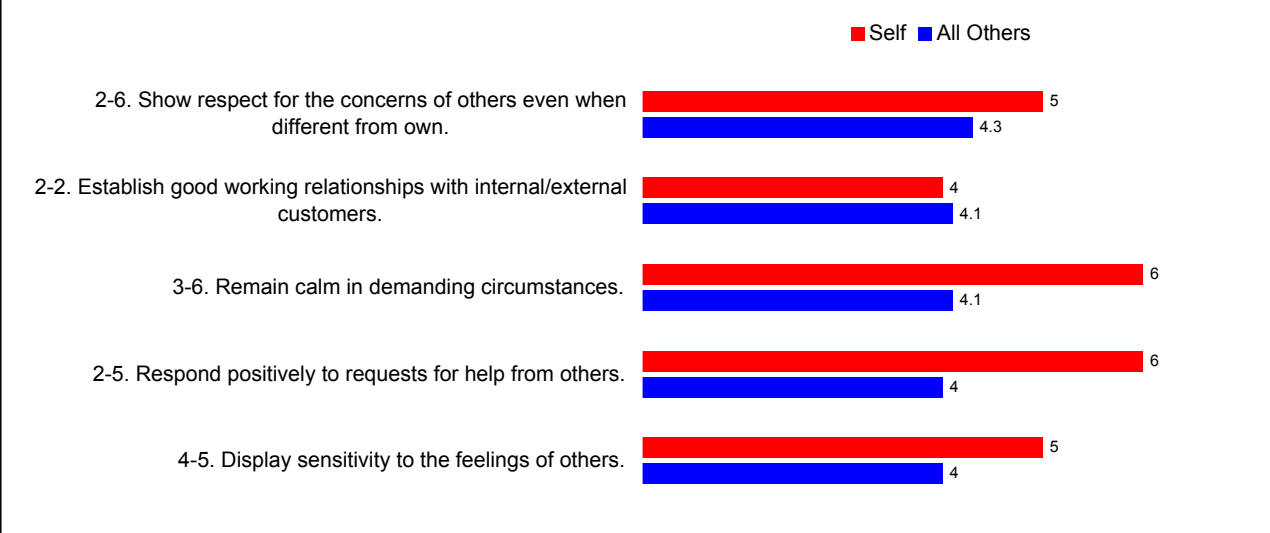 Self All Others
2-6. Show respect for the concerns of others even when
different from own.
5
4.3
2-2. Establish good working relationships with internal/external
customers.
4
4.1
3-6. Remain calm in demanding circumstances.
6
4.1
2-5. Respond positively to requests for help from others.
6
4
4-5. Display sensitivity to the feelings of others.
5
4